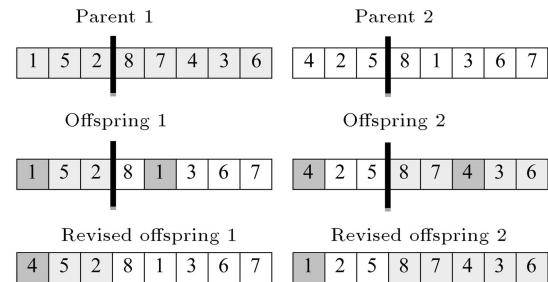 Parent 1 Parent 2
1 5 2 8 7 4 3 6 4 2 5 8 1 3 6 7
Offspring 1 Offspring 2
1 5 2 8 1 3 6 7 4 2 5 8 7 4 3 6
Revised offspring 1 Revised offspring 2
4 5 2 8 1 3 6 7 1 2 5 8 7 4 3 6